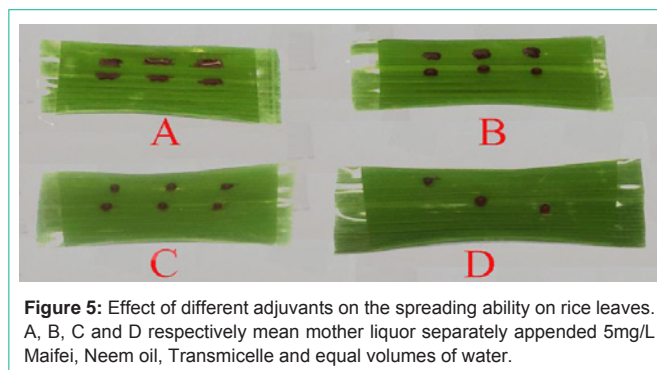 A
B
C
D
Figure 5: Effect of different adjuvants on the spreading ability on rice leaves.
A, B, C and D respectively mean mother liquor separately appended 5mg/L
Maifei, Neem oil, Transmicelle and equal volumes of water.